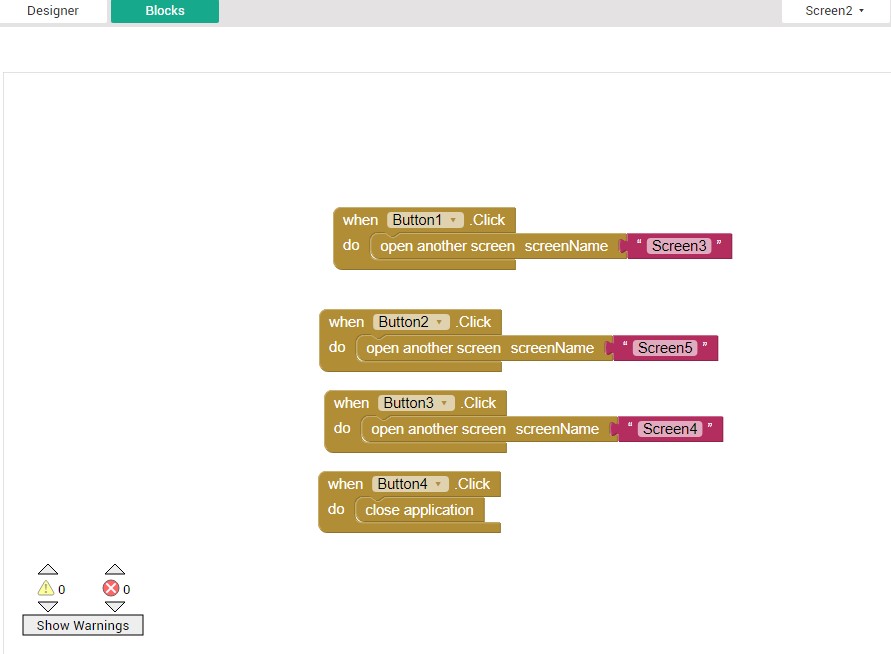 Designer Blocks Screen2
when Button1 .Click
do open another screen screenName “ Screen3 ”
when Button2 .Click
do open another screen screenName “ Screen5 ”
when Button3 .Click
do open another screen screenName “ Screen4 ”
when Button4 .Click
do close application
0 0
Show Warnings